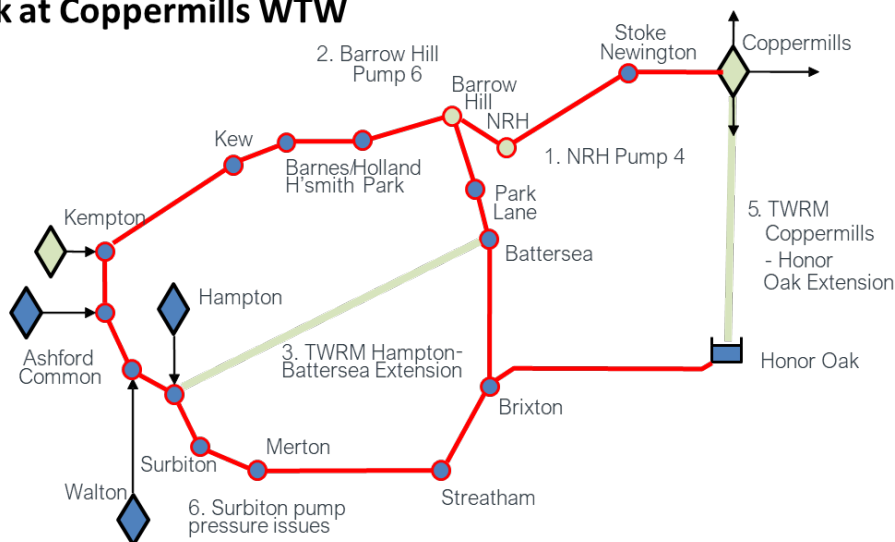 k at Coppermills WTW
2. Barrow Hill
Pump 6
Stoke
Newington
Coppermills
Barrow
Hill
NRH
Kew
Barnes/Holland
H'smith Park
1. NRH Pump 4
Park
Lane
Kempton
5. TWRM
Coppermills
- Honor
Oak Extension
Battersea
Hampton
Ashford
Common
3. TWRM Hampton-
Battersea Extension
Honor Oak
Brixton
Merton
Surbiton
Streatham
Walton
6. Surbiton pump
pressure issues